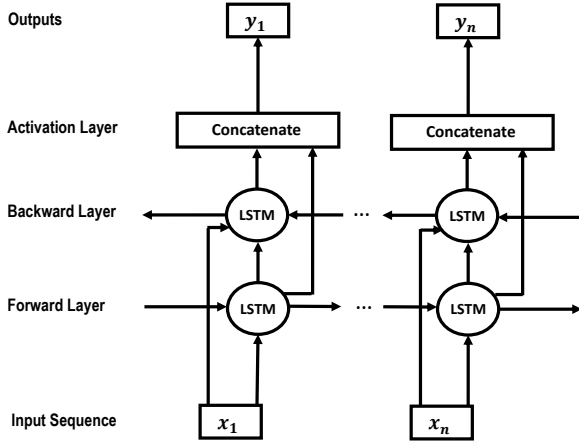 Outputs y₁ yₙ
Activation Layer Concatenate Concatenate
Backward Layer LSTM ... LSTM
Forward Layer LSTM ... LSTM
Input Sequence x₁ xₙ